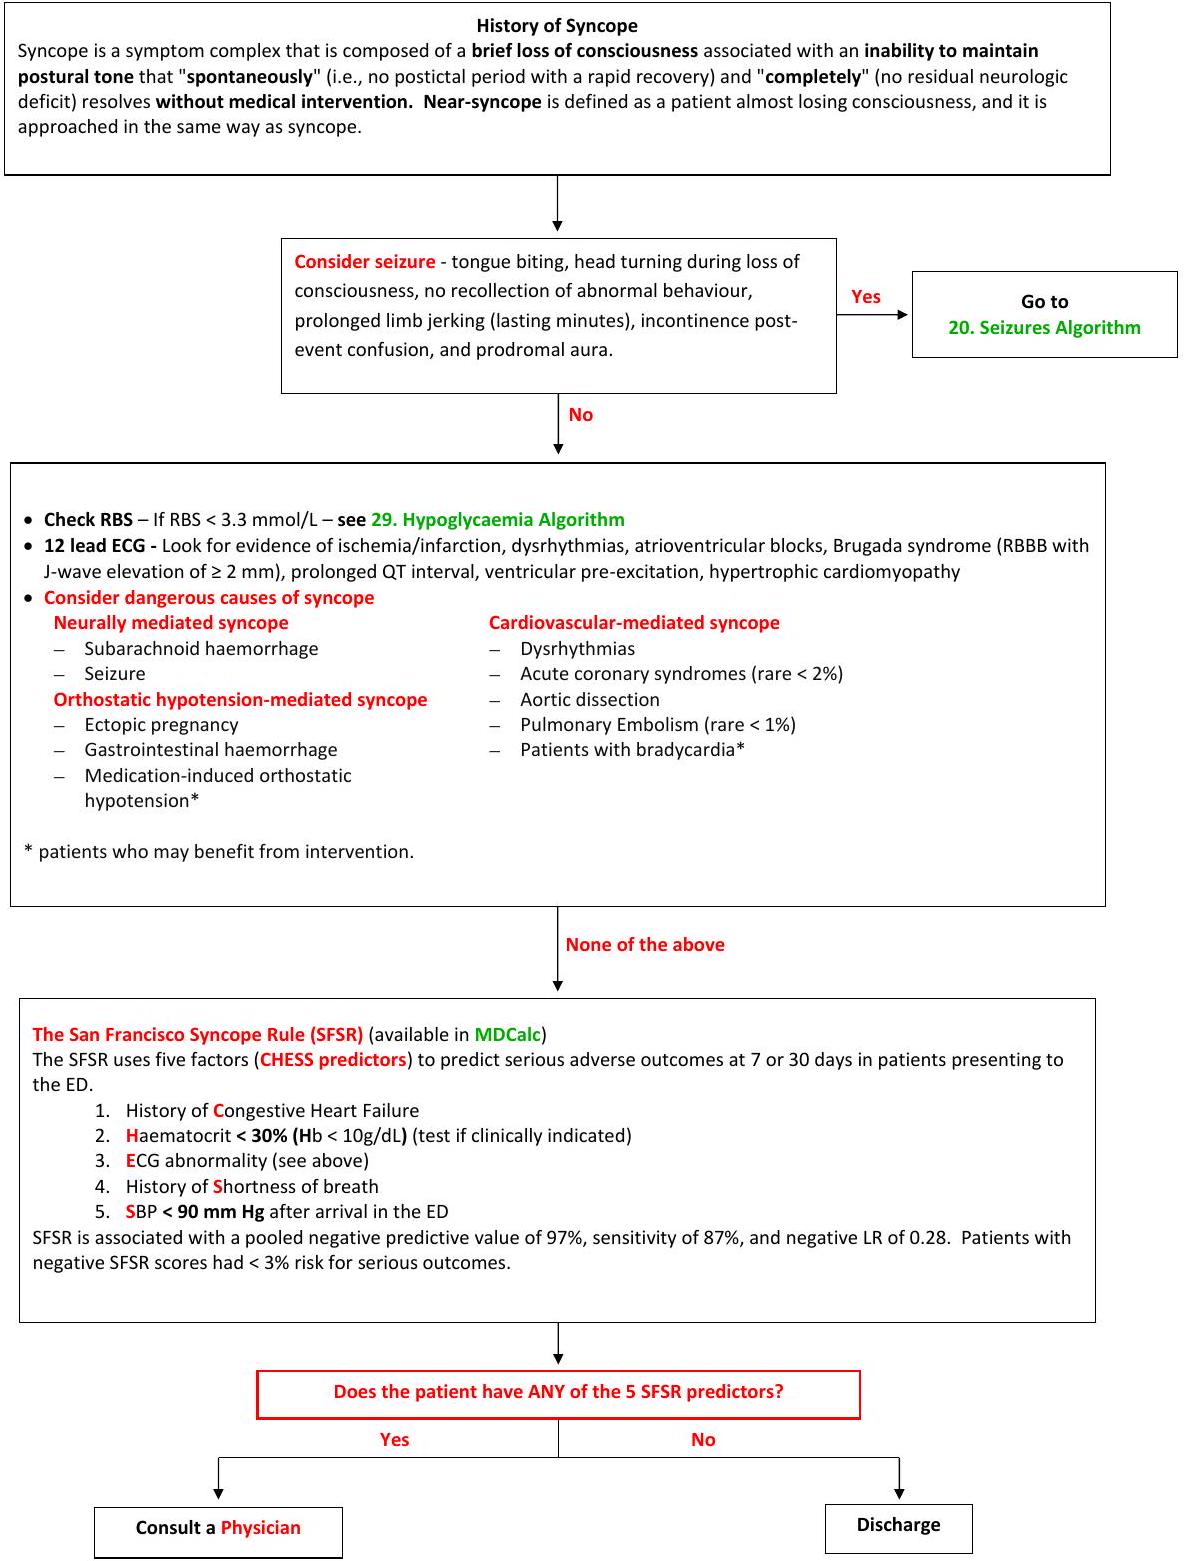 History of Syncope
Syncope is a symptom complex that is composed of a brief loss of consciousness associated with an inability to maintain
postural tone that "spontaneously" (i.e., no postictal period with a rapid recovery) and "completely" (no residual neurologic
deficit) resolves without medical intervention. Near-syncope is defined as a patient almost losing consciousness, and it is
approached in the same way as syncope.
Consider seizure - tongue biting, head turning during loss of
consciousness, no recollection of abnormal behaviour,
prolonged limb jerking (lasting minutes), incontinence post-
event confusion, and prodromal aura.
Yes
Go to
20. Seizures Algorithm
No
• Check RBS – If RBS < 3.3 mmol/L – see 29. Hypoglycaemia Algorithm
• 12 lead ECG - Look for evidence of ischemia/infarction, dysrhythmias, atrioventricular blocks, Brugada syndrome (RBBB with
J-wave elevation of ≥ 2 mm), prolonged QT interval, ventricular pre-excitation, hypertrophic cardiomyopathy
• Consider dangerous causes of syncope
Neurally mediated syncope
– Subarachnoid haemorrhage
– Seizure
Orthostatic hypotension-mediated syncope
– Ectopic pregnancy
– Gastrointestinal haemorrhage
– Medication-induced orthostatic
hypotension*
Cardiovascular-mediated syncope
– Dysrhythmias
– Acute coronary syndromes (rare < 2%)
– Aortic dissection
– Pulmonary Embolism (rare < 1%)
– Patients with bradycardia*
* patients who may benefit from intervention.
None of the above
The San Francisco Syncope Rule (SFSR) (available in MDCalc)
The SFSR uses five factors (CHESS predictors) to predict serious adverse outcomes at 7 or 30 days in patients presenting to
the ED.
1. History of Congestive Heart Failure
2. Haematocrit < 30% (Hb < 10g/dL) (test if clinically indicated)
3. ECG abnormality (see above)
4. History of Shortness of breath
5. SBP < 90 mm Hg after arrival in the ED
SFSR is associated with a pooled negative predictive value of 97%, sensitivity of 87%, and negative LR of 0.28. Patients with
negative SFSR scores had < 3% risk for serious outcomes.
Does the patient have ANY of the 5 SFSR predictors?
Yes
No
Consult a Physician
Discharge